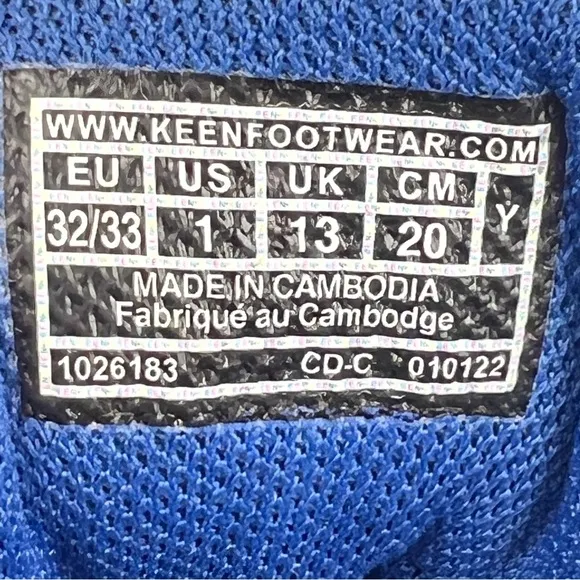 WWW.KEENFOOTWEAR.COM
EU US UK CM Y
32/33 1 13 20
MADE IN CAMBODIA
Fabriqué au Cambodge
1026183 CD-C 010122